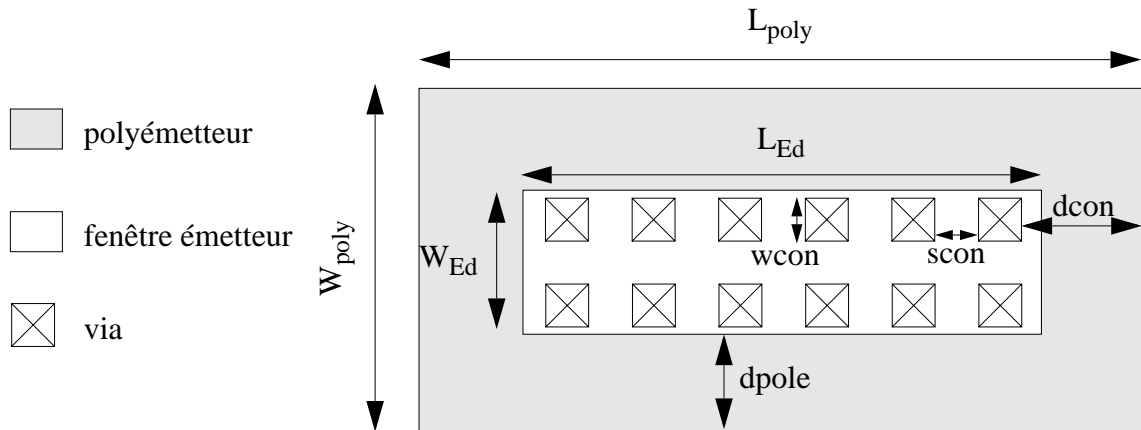 L_poly
polyémetteur
L_Ed
dcon
fenêtre émetteur
W_poly
W_Ed
wcon
scon
via
dpole